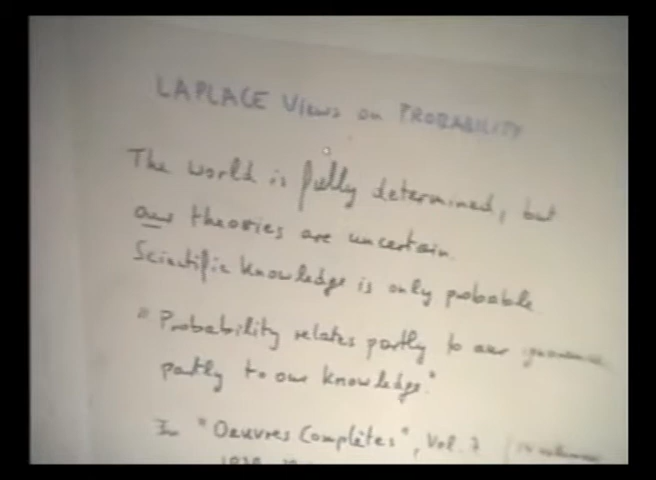 LAPLACE Views on PROBABILITY
The world is fully determined, but
our theories are uncertain.
Scientific knowledge is only probable.
"Probability relates partly to our ignorance
partly to our knowledge."
In "Oeuvres Complètes", Vol. 7